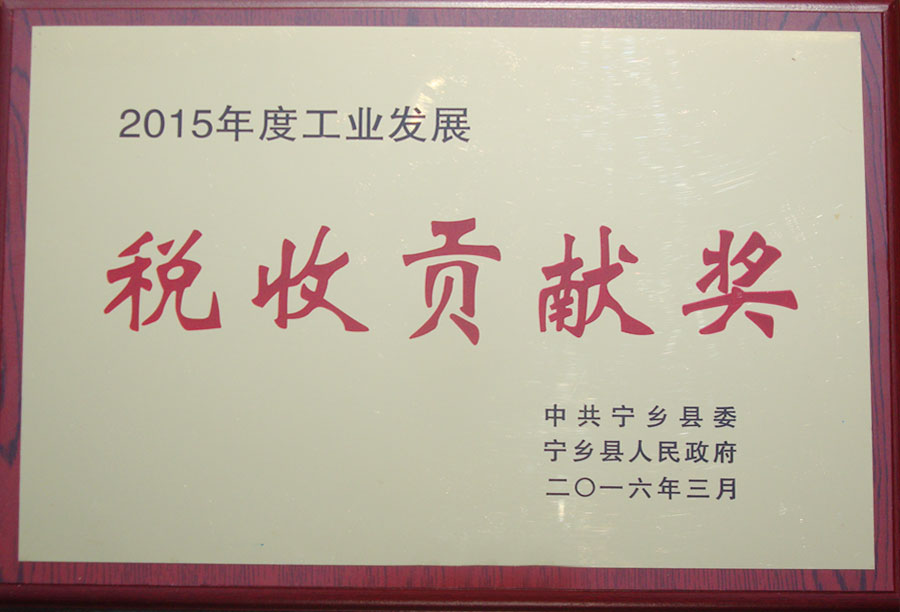 2015年度工业发展
税收贡献奖
中共宁乡县委
宁乡县人民政府
二〇一六年三月